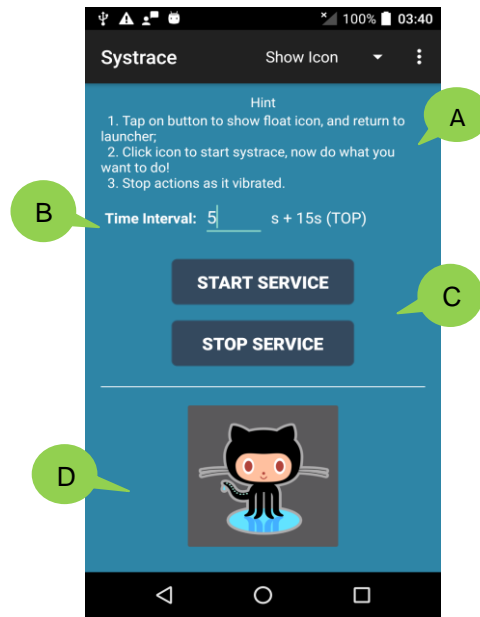 100% 03:40
Systrace Show Icon
Hint
1. Tap on button to show float icon, and return to
launcher;
2. Click icon to start systrace, now do what you
want to do!
3. Stop actions as it vibrated.
A
B
Time Interval: 5 s + 15s (TOP)
START SERVICE
C
STOP SERVICE
D